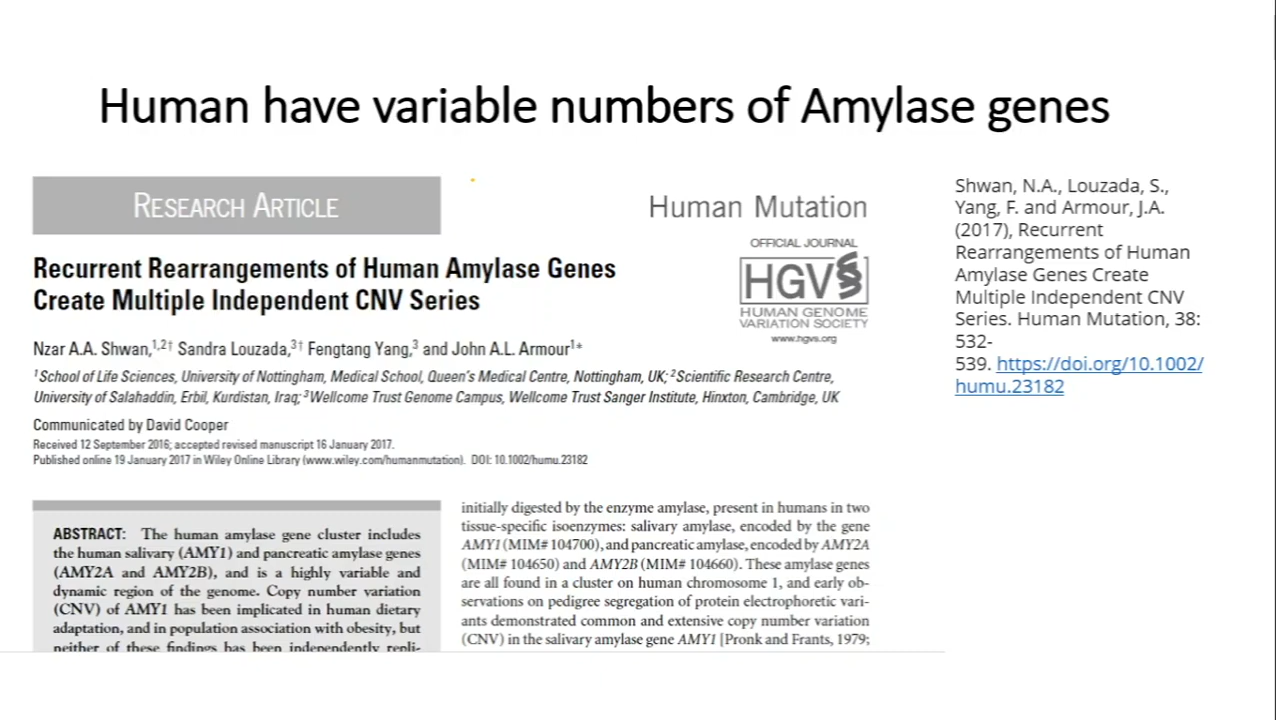 Human have variable numbers of Amylase genes
RESEARCH ARTICLE
Human Mutation
OFFICIAL JOURNAL
HGVS
HUMAN GENOME
VARIATION SOCIETY
www.hgvs.org
Recurrent Rearrangements of Human Amylase Genes
Create Multiple Independent CNV Series
Nzar A.A. Shwan,1,2† Sandra Louzada,3† Fengtang Yang,3 and John A.L. Armour1*
1School of Life Sciences, University of Nottingham, Medical School, Queen's Medical Centre, Nottingham, UK; 2Scientific Research Centre,
University of Salahaddin, Erbil, Kurdistan, Iraq; 3Wellcome Trust Genome Campus, Wellcome Trust Sanger Institute, Hinxton, Cambridge, UK
Communicated by David Cooper
Received 12 September 2016; accepted revised manuscript 16 January 2017.
Published online 19 January 2017 in Wiley Online Library (www.wiley.com/humanmutation). DOI: 10.1002/humu.23182
ABSTRACT: The human amylase gene cluster includes
the human salivary (AMY1) and pancreatic amylase genes
(AMY2A and AMY2B), and is a highly variable and
dynamic region of the genome. Copy number variation
(CNV) of AMY1 has been implicated in human dietary
adaptation, and in population association with obesity, but
neither of these findings has been independently repli-
initially digested by the enzyme amylase, present in humans in two
tissue-specific isoenzymes: salivary amylase, encoded by the gene
AMY1 (MIM# 104700), and pancreatic amylase, encoded by AMY2A
(MIM# 104650) and AMY2B (MIM# 104660). These amylase genes
are all found in a cluster on human chromosome 1, and early ob-
servations on pedigree segregation of protein electrophoretic vari-
ants demonstrated common and extensive copy number variation
(CNV) in the salivary amylase gene AMY1 [Pronk and Frants, 1979;
Shwan, N.A., Louzada, S.,
Yang, F. and Armour, J.A.
(2017), Recurrent
Rearrangements of Human
Amylase Genes Create
Multiple Independent CNV
Series. Human Mutation, 38:
532-
539. https://doi.org/10.1002/
humu.23182